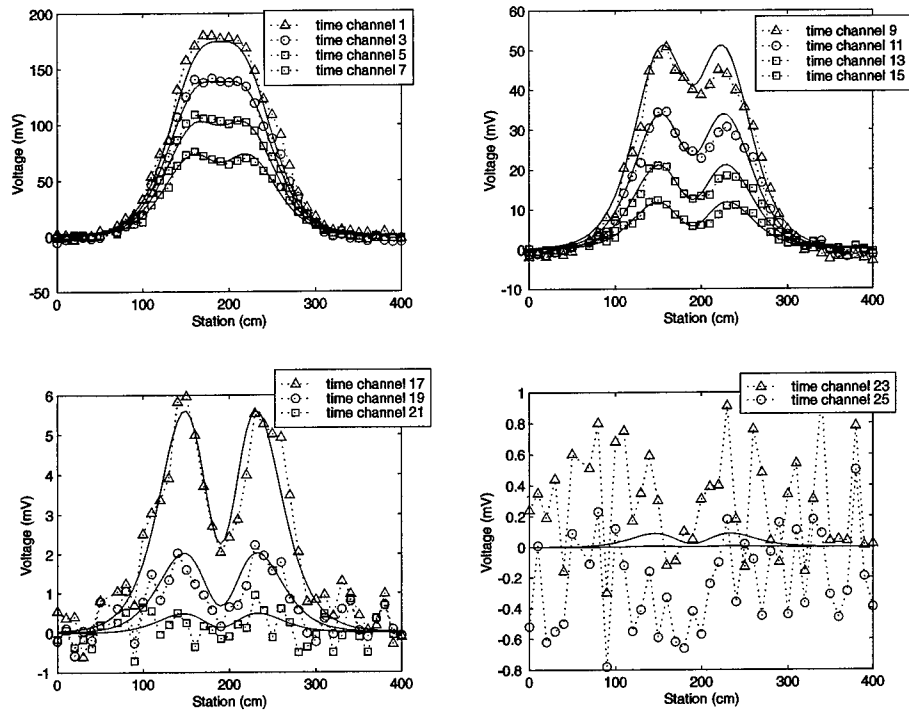 200
150
100
50
0
-50
Voltage (mV)
0 100 200 300 400
Station (cm)
time channel 1
time channel 3
time channel 5
time channel 7
60
50
40
30
20
10
0
-10
Voltage (mV)
0 100 200 300 400
Station (cm)
time channel 9
time channel 11
time channel 13
time channel 15
6
5
4
3
2
1
0
-1
Voltage (mV)
0 100 200 300 400
Station (cm)
time channel 17
time channel 19
time channel 21
1
0.8
0.6
0.4
0.2
0
-0.2
-0.4
-0.6
-0.8
Voltage (mV)
0 100 200 300 400
Station (cm)
time channel 23
time channel 25